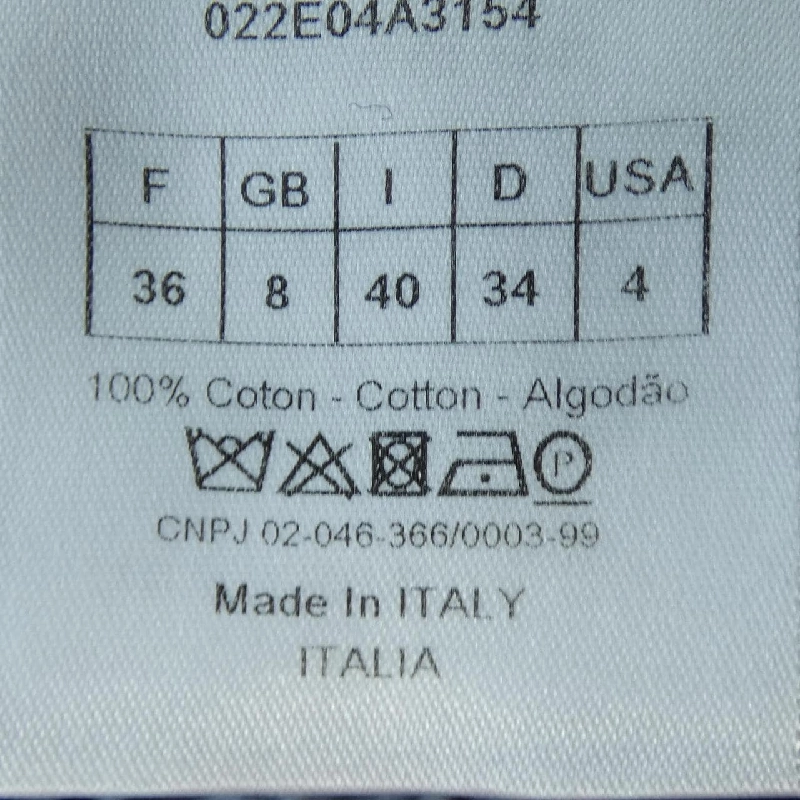 022E04A3154
F GB I D USA
36 8 40 34 4
100% Coton - Cotton - Algodão
P
CNPJ 02-046-366/0003-99
Made In ITALY
ITALIA